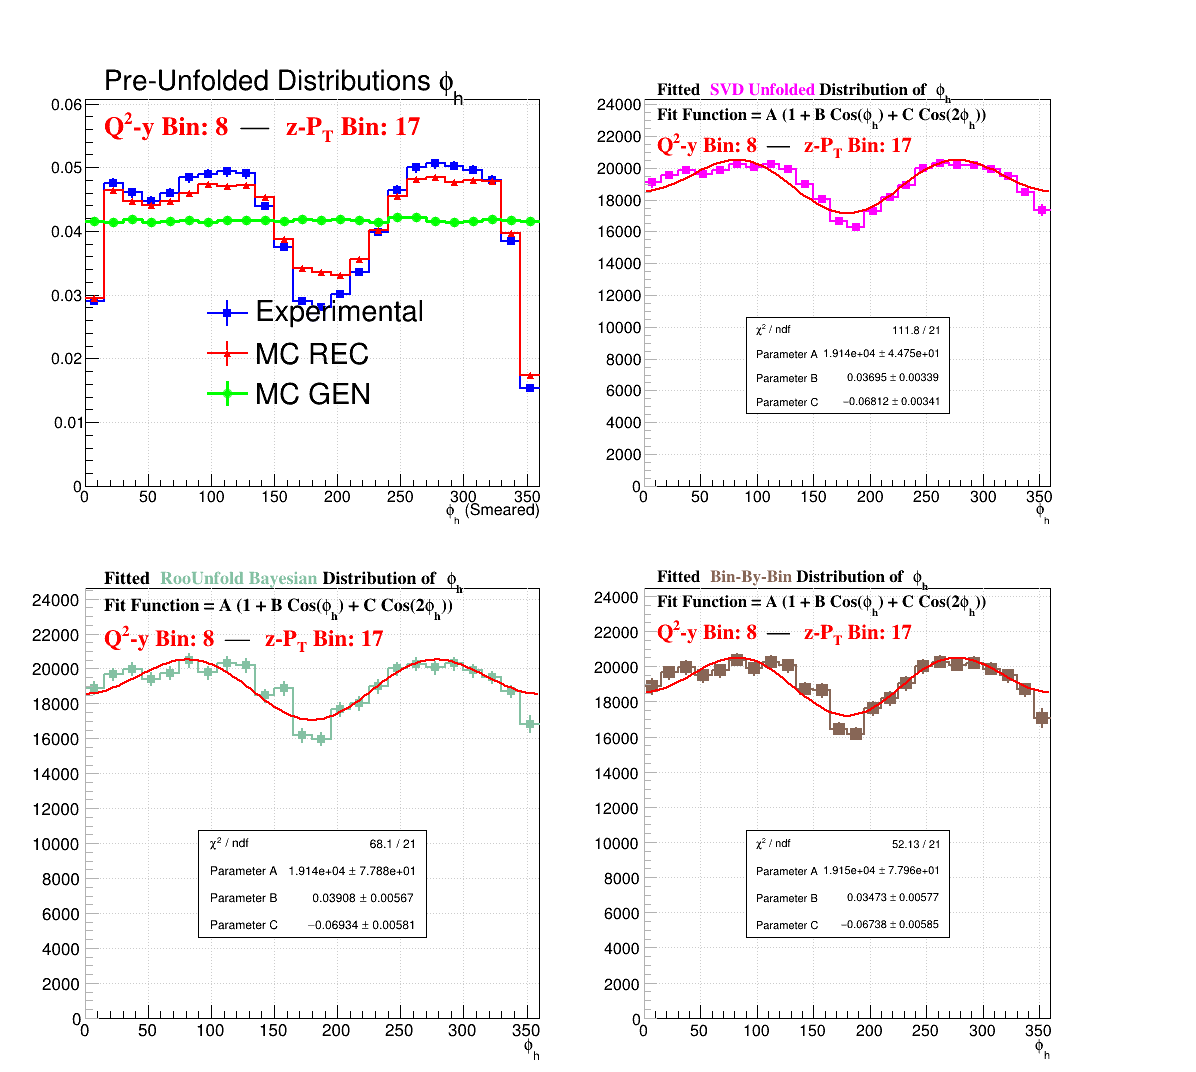 Pre-Unfolded Distributions ϕh
0.06
0.05
0.04
0.03
0.02
0.01
0
Q2-y Bin: 8 — z-PT Bin: 17
Experimental
MC REC
MC GEN
0 50 100 150 200 250 300 350
ϕh (Smeared)
Fitted SVD Unfolded Distribution of ϕh
Fit Function = A (1 + B Cos(ϕh) + C Cos(2ϕh))
Q2-y Bin: 8 — z-PT Bin: 17
24000
22000
20000
18000
16000
14000
12000
10000
8000
6000
4000
2000
0
χ2 / ndf 111.8 / 21
Parameter A 1.914e+04 ± 4.475e+01
Parameter B 0.03695 ± 0.00339
Parameter C −0.06812 ± 0.00341
0 50 100 150 200 250 300 350
ϕh
Fitted RooUnfold Bayesian Distribution of ϕh
Fit Function = A (1 + B Cos(ϕh) + C Cos(2ϕh))
Q2-y Bin: 8 — z-PT Bin: 17
24000
22000
20000
18000
16000
14000
12000
10000
8000
6000
4000
2000
0
χ2 / ndf 68.1 / 21
Parameter A 1.914e+04 ± 7.788e+01
Parameter B 0.03908 ± 0.00567
Parameter C −0.06934 ± 0.00581
0 50 100 150 200 250 300 350
ϕh
Fitted Bin-By-Bin Distribution of ϕh
Fit Function = A (1 + B Cos(ϕh) + C Cos(2ϕh))
Q2-y Bin: 8 — z-PT Bin: 17
24000
22000
20000
18000
16000
14000
12000
10000
8000
6000
4000
2000
0
χ2 / ndf 52.13 / 21
Parameter A 1.915e+04 ± 7.796e+01
Parameter B 0.03473 ± 0.00577
Parameter C −0.06738 ± 0.00585
0 50 100 150 200 250 300 350
ϕh